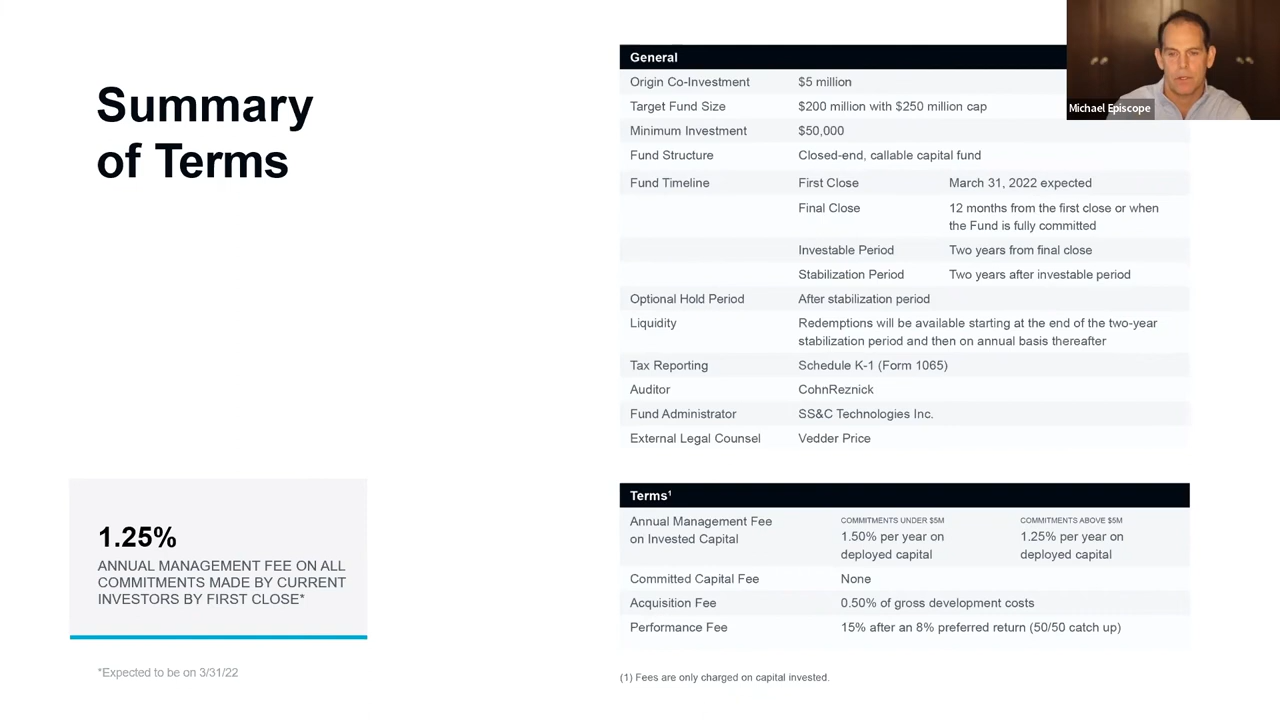 Summary
of Terms
1.25%
ANNUAL MANAGEMENT FEE ON ALL
COMMITMENTS MADE BY CURRENT
INVESTORS BY FIRST CLOSE*
*Expected to be on 3/31/22
General
Origin Co-Investment $5 million
Target Fund Size $200 million with $250 million cap
Minimum Investment $50,000
Fund Structure Closed-end, callable capital fund
Fund Timeline First Close March 31, 2022 expected
Final Close 12 months from the first close or when
the Fund is fully committed
Investable Period Two years from final close
Stabilization Period Two years after investable period
Optional Hold Period After stabilization period
Liquidity Redemptions will be available starting at the end of the two-year
stabilization period and then on annual basis thereafter
Tax Reporting Schedule K-1 (Form 1065)
Auditor CohnReznick
Fund Administrator SS&C Technologies Inc.
External Legal Counsel Vedder Price
Terms¹
Annual Management Fee COMMITMENTS UNDER $5M COMMITMENTS ABOVE $5M
on Invested Capital 1.50% per year on 1.25% per year on
deployed capital deployed capital
Committed Capital Fee None
Acquisition Fee 0.50% of gross development costs
Performance Fee 15% after an 8% preferred return (50/50 catch up)
(1) Fees are only charged on capital invested.
Michael Episcope